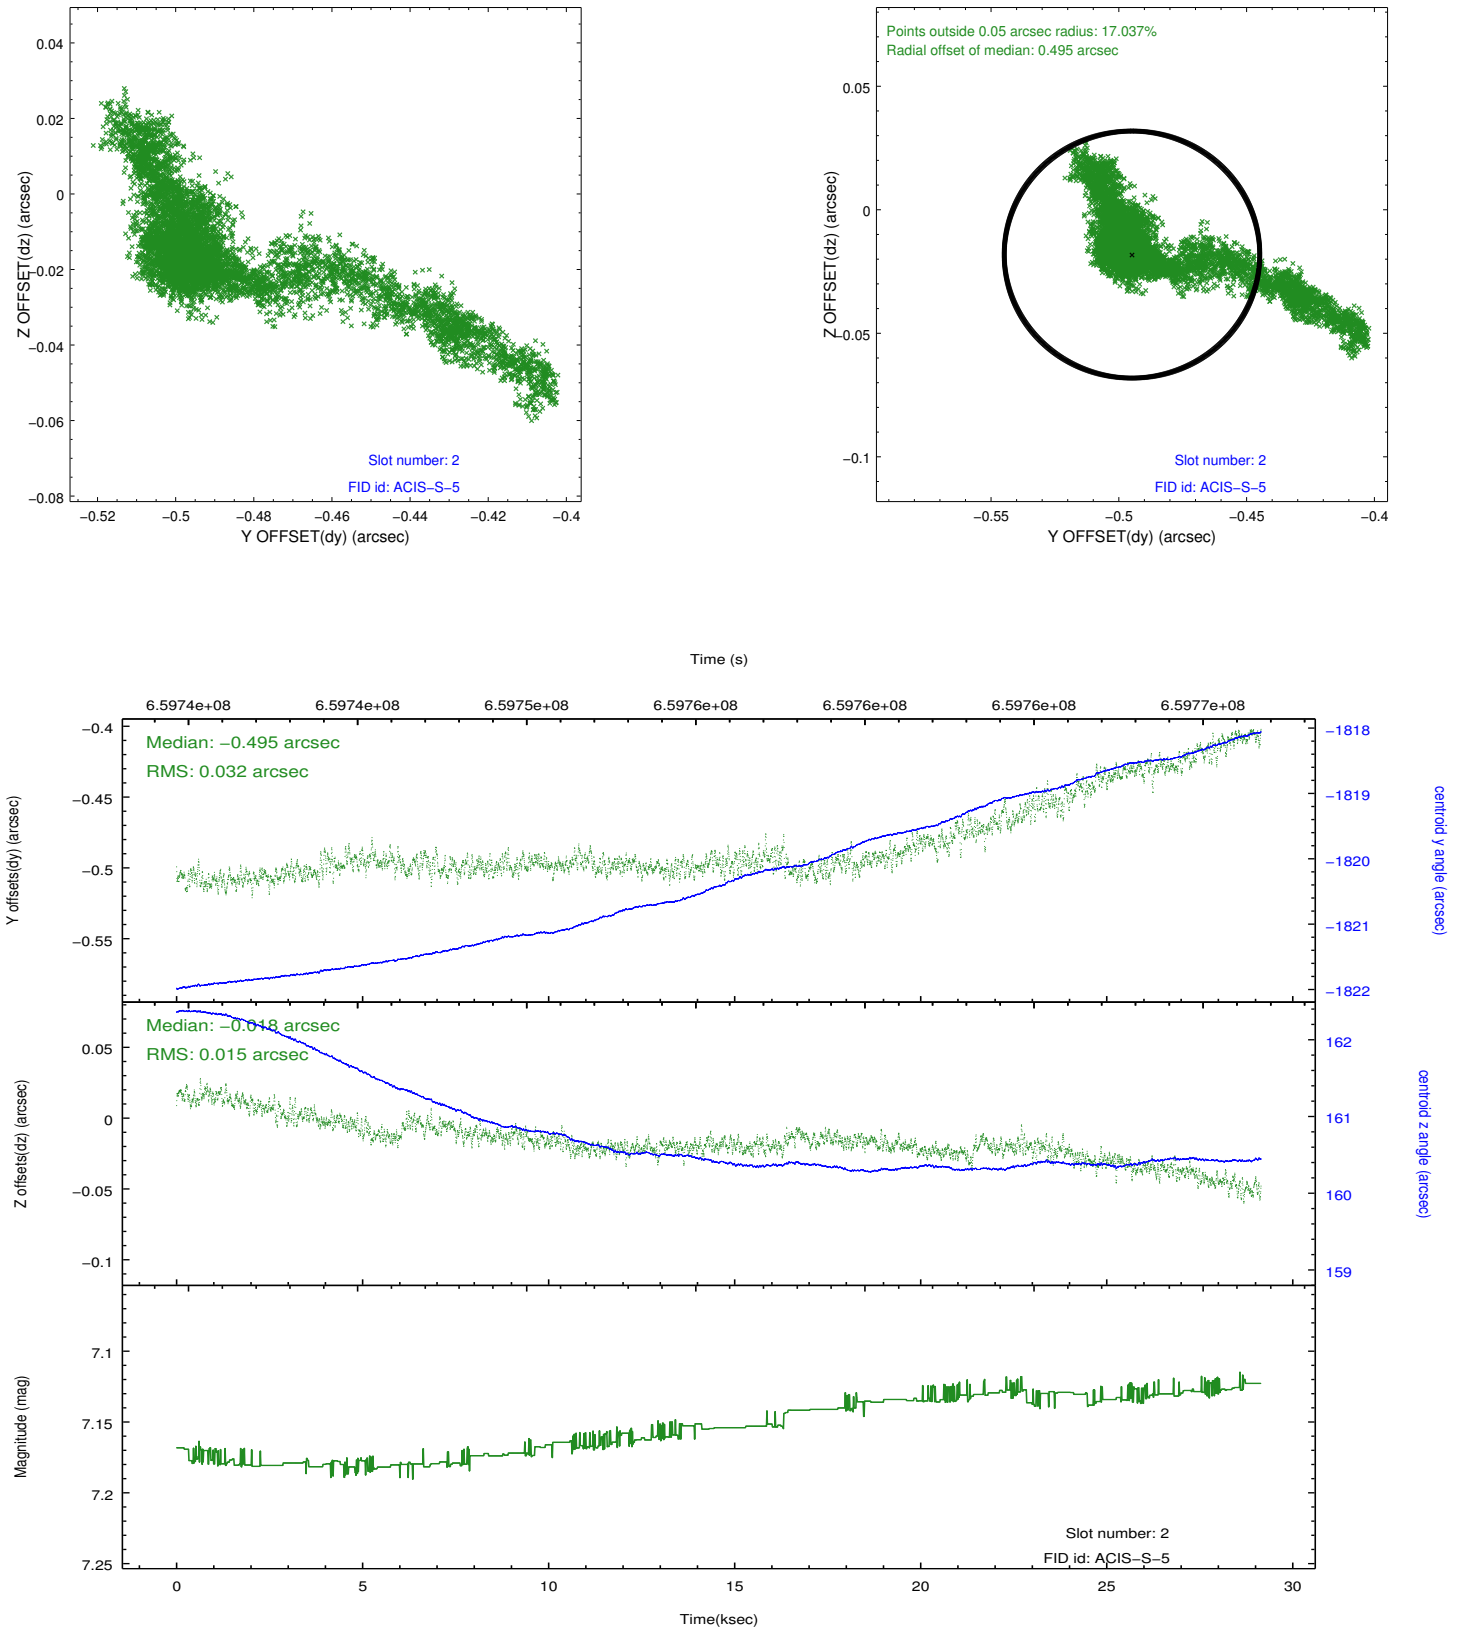 0.04
0.02
0
−0.02
−0.04
−0.06
−0.08
Z OFFSET(dz) (arcsec)
Slot number: 2
FID id: ACIS−S−5
−0.52 −0.5 −0.48 −0.46 −0.44 −0.42 −0.4
Y OFFSET(dy) (arcsec)
Points outside 0.05 arcsec radius: 17.037%
Radial offset of median: 0.495 arcsec
0.05
0
−0.05
−0.1
Z OFFSET(dz) (arcsec)
Slot number: 2
FID id: ACIS−S−5
−0.55 −0.5 −0.45 −0.4
Y OFFSET(dy) (arcsec)
Time (s)
6.5974e+08 6.5974e+08 6.5975e+08 6.5976e+08 6.5976e+08 6.5976e+08 6.5977e+08
Median: −0.495 arcsec
RMS: 0.032 arcsec
−0.4
−0.45
−0.5
−0.55
Y offsets(dy) (arcsec)
−1818
−1819
−1820
−1821
−1822
centroid y angle (arcsec)
Median: −0.018 arcsec
RMS: 0.015 arcsec
0.05
0
−0.05
−0.1
Z offsets(dz) (arcsec)
162
161
160
159
centroid z angle (arcsec)
7.1
7.15
7.2
7.25
Magnitude (mag)
Slot number: 2
FID id: ACIS−S−5
0 5 10 15 20 25 30
Time(ksec)